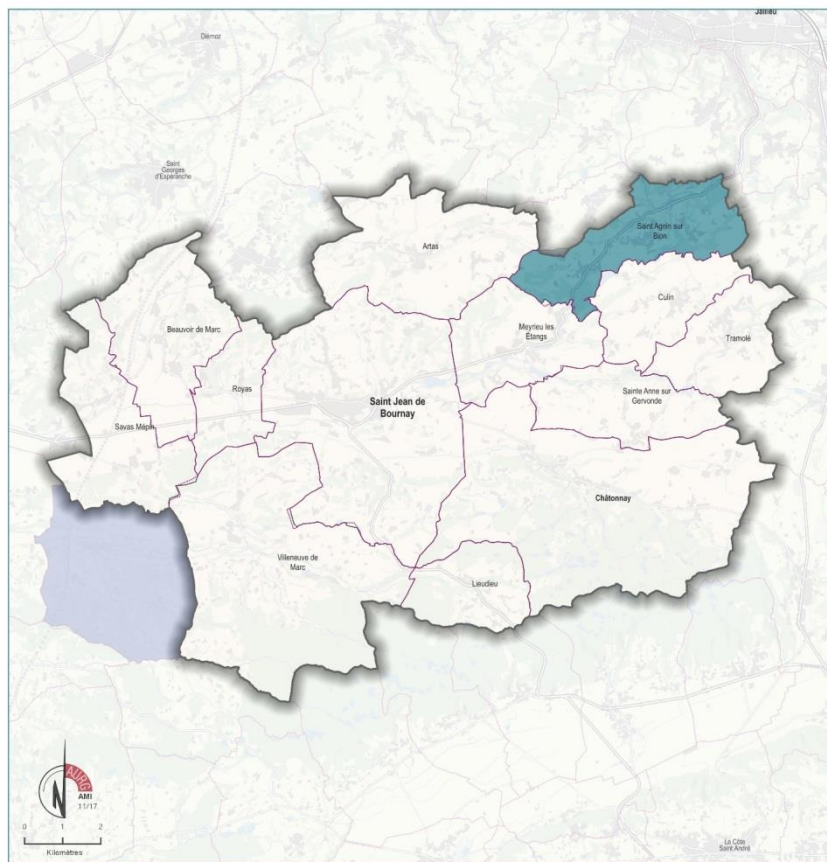 Jallieu
Diémoz
Saint
Georges
d'Espéranche
Saint Agnin sur
Bion
Artas
Culin
Beauvoir de Marc
Meyrieu les
Étangs
Tramolé
Royas
Sainte Anne sur
Gervonde
Saint Jean de
Bournay
Savas Mépin
Châtonnay
Villeneuve de
Marc
Lieudieu
AURG
N
AMI
11/17
0 1 2
Kilomètres
La Côte
Saint André